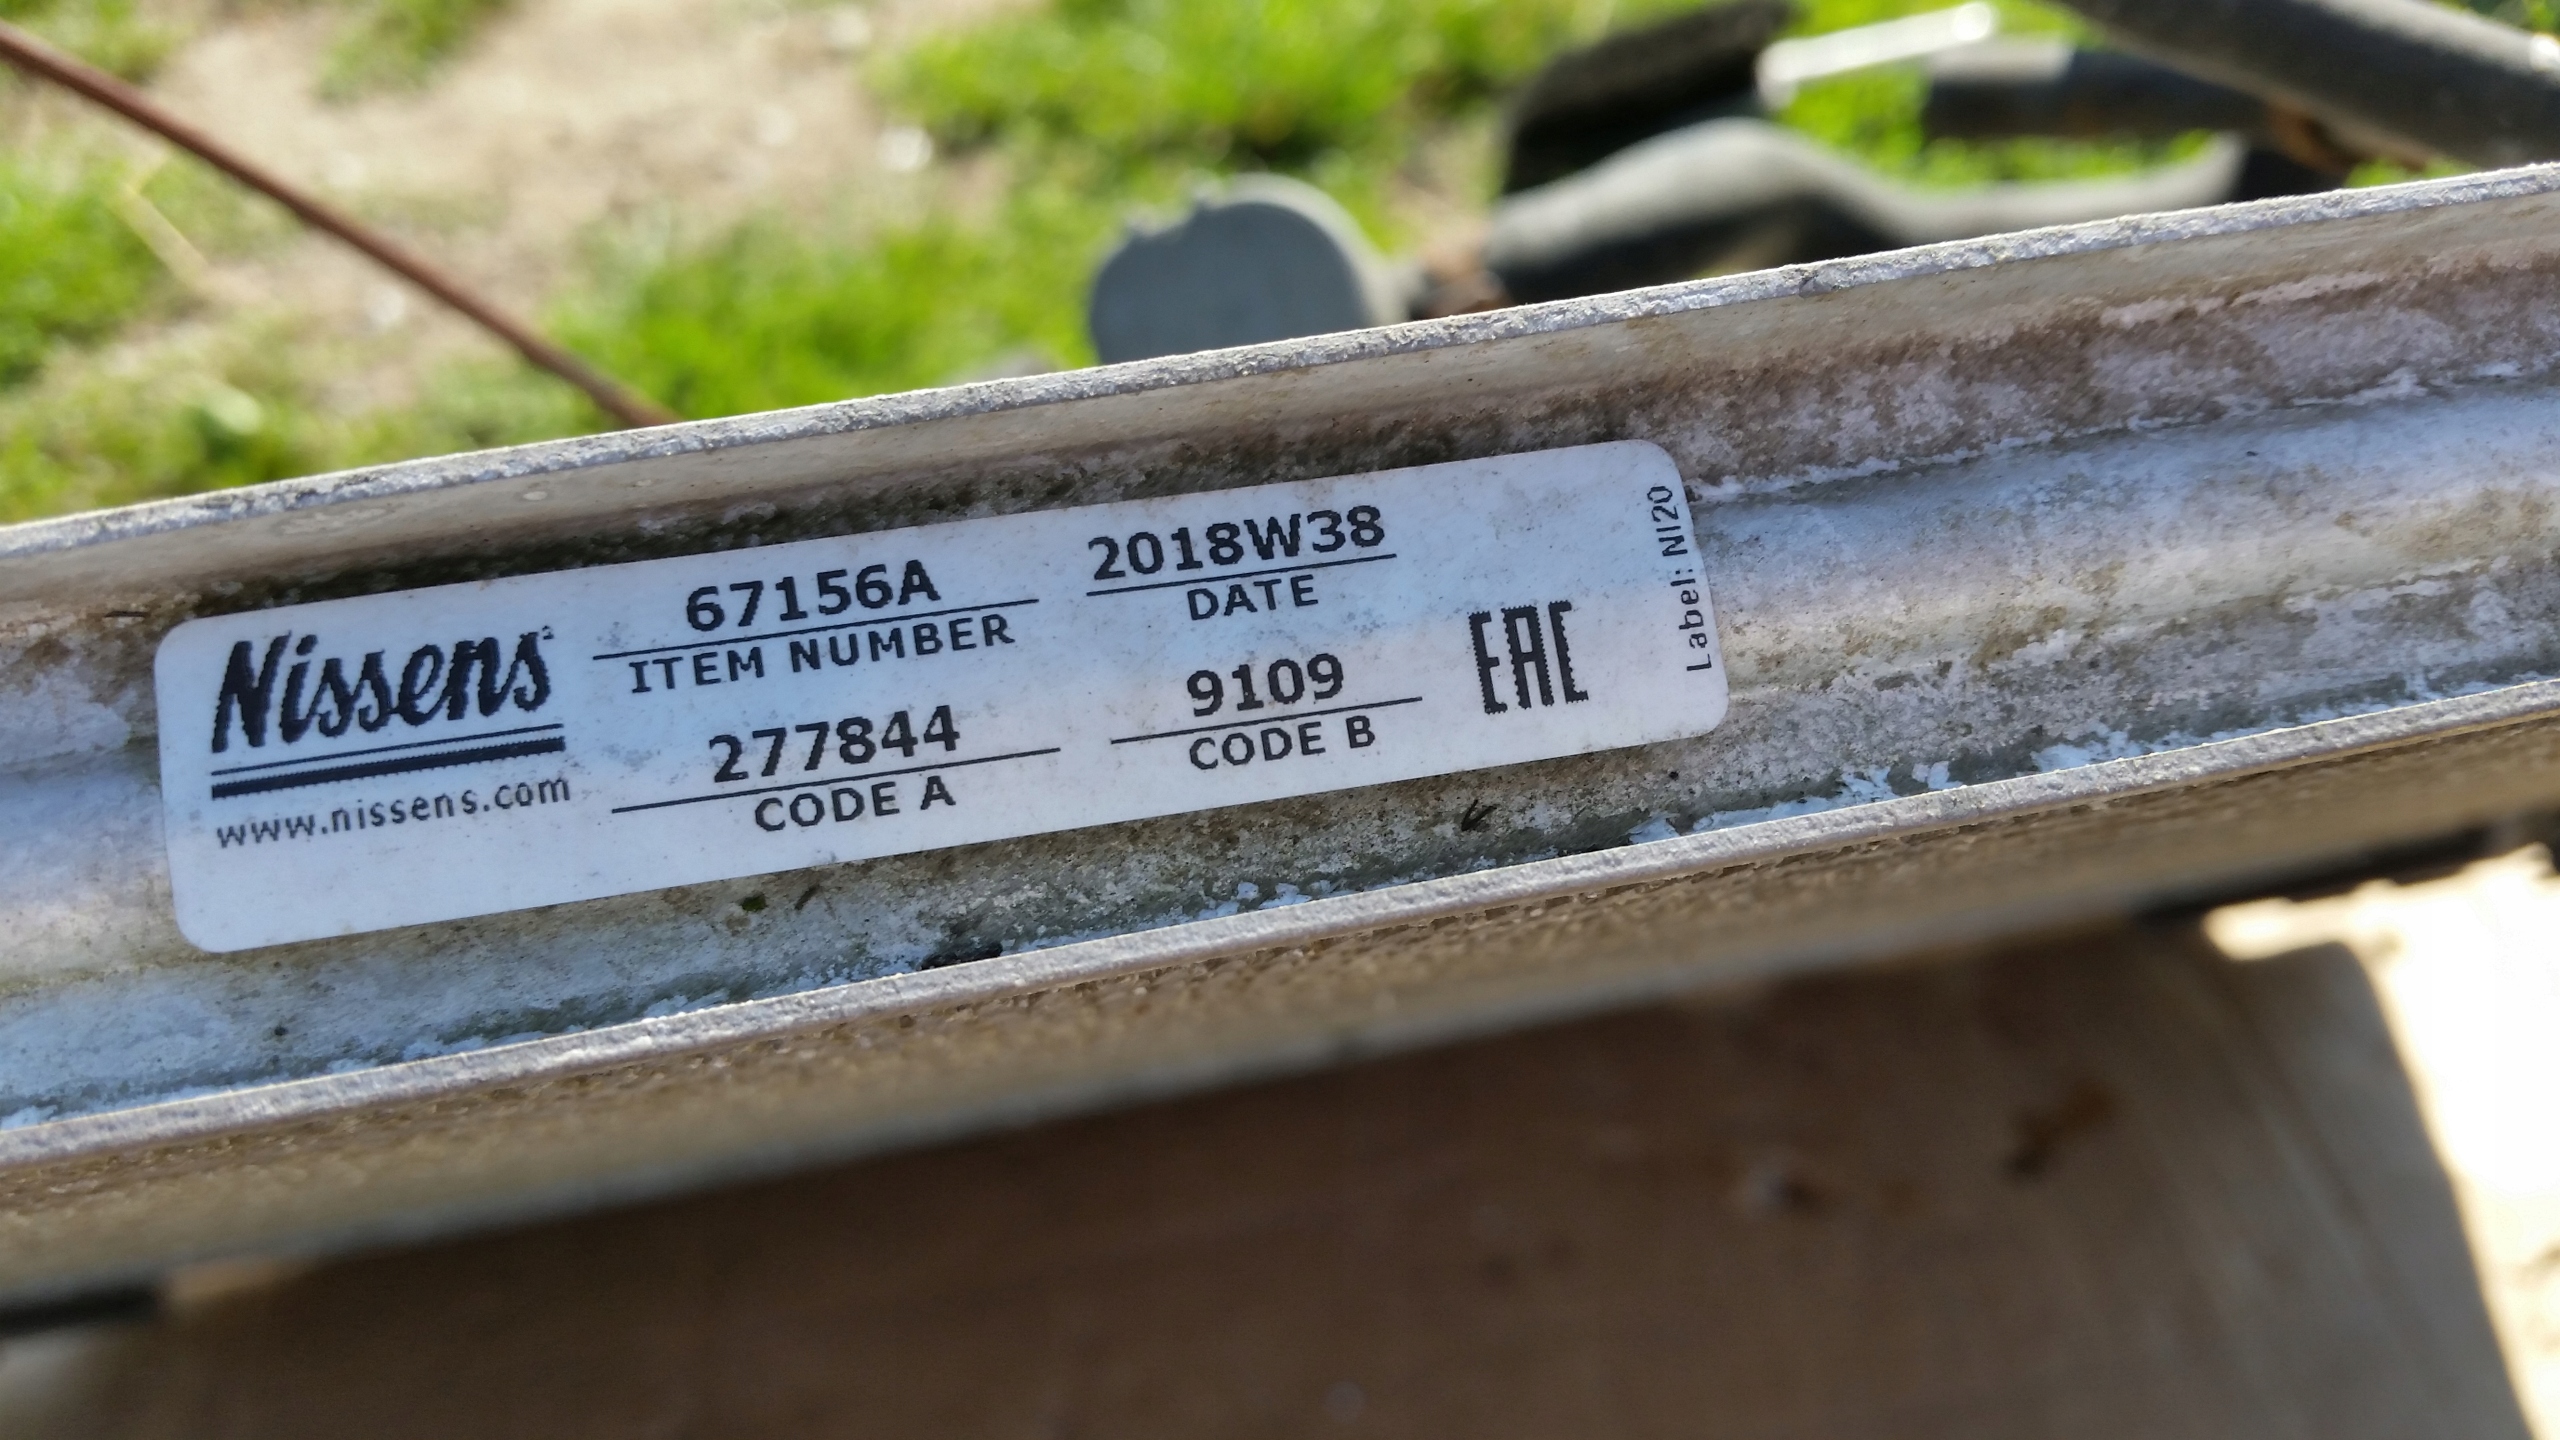 Nissens
www.nissens.com
67156A
ITEM NUMBER
2018W38
DATE
277844
CODE A
9109
CODE B
EAC
Label: NI20